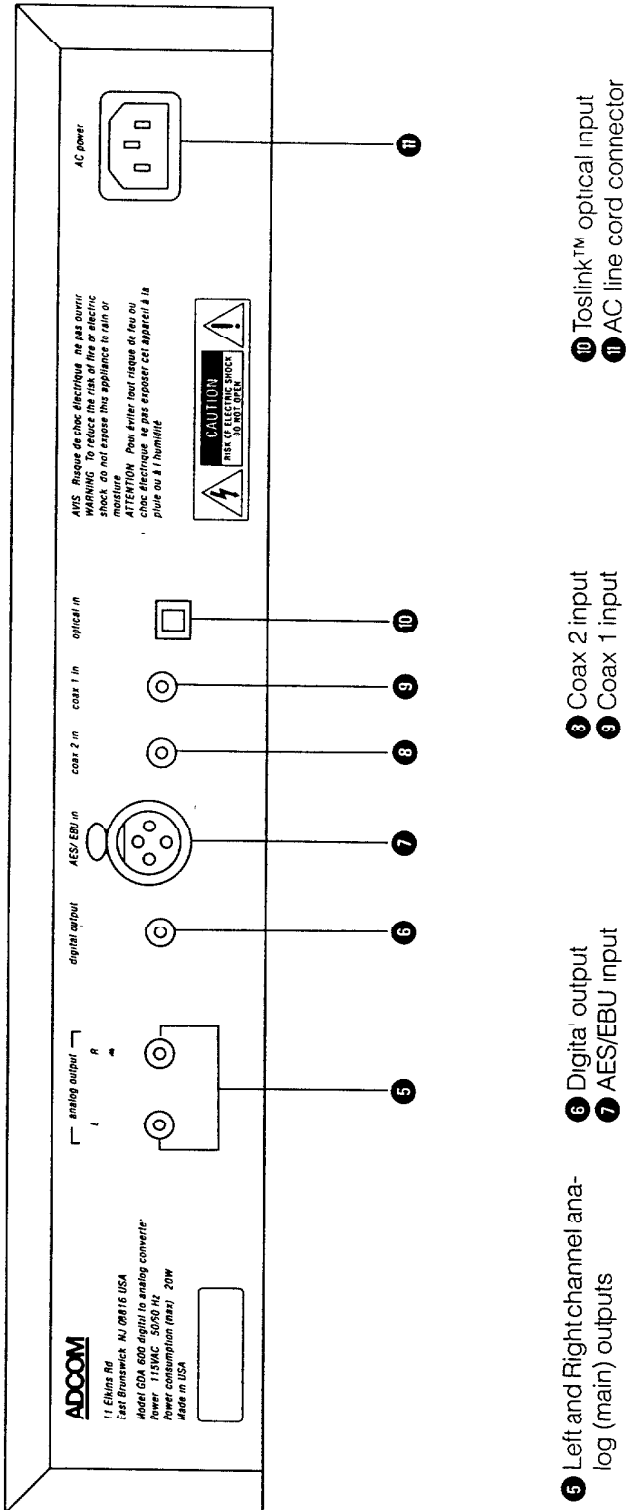 ADCOM
11 Elkins Rd
East Brunswick NJ 08816 USA
Model GDA 600 digital to analog converter
Power 115VAC 50/60 Hz
Power consumption (max) 20W
Made in USA
analog output
L
R
digital output
AES/EBU in
coax 2 in
coax 1 in
optical in
AVIS Risque de choc électrique ne pas ouvrir
WARNING To reduce the risk of fire or electric
shock do not expose this appliance to rain or
moisture
ATTENTION Pour éviter tout risque de feu ou
choc électrique ne pas exposer cet appareil à la
pluie ou à l humidité
CAUTION
RISK OF ELECTRIC SHOCK
DO NOT OPEN
AC power
5
6
7
8
9
10
11
5 Left and Right channel ana-
log (main) outputs
6 Digital output
7 AES/EBU input
8 Coax 2 input
9 Coax 1 input
10 Toslink™ optical input
11 AC line cord connector